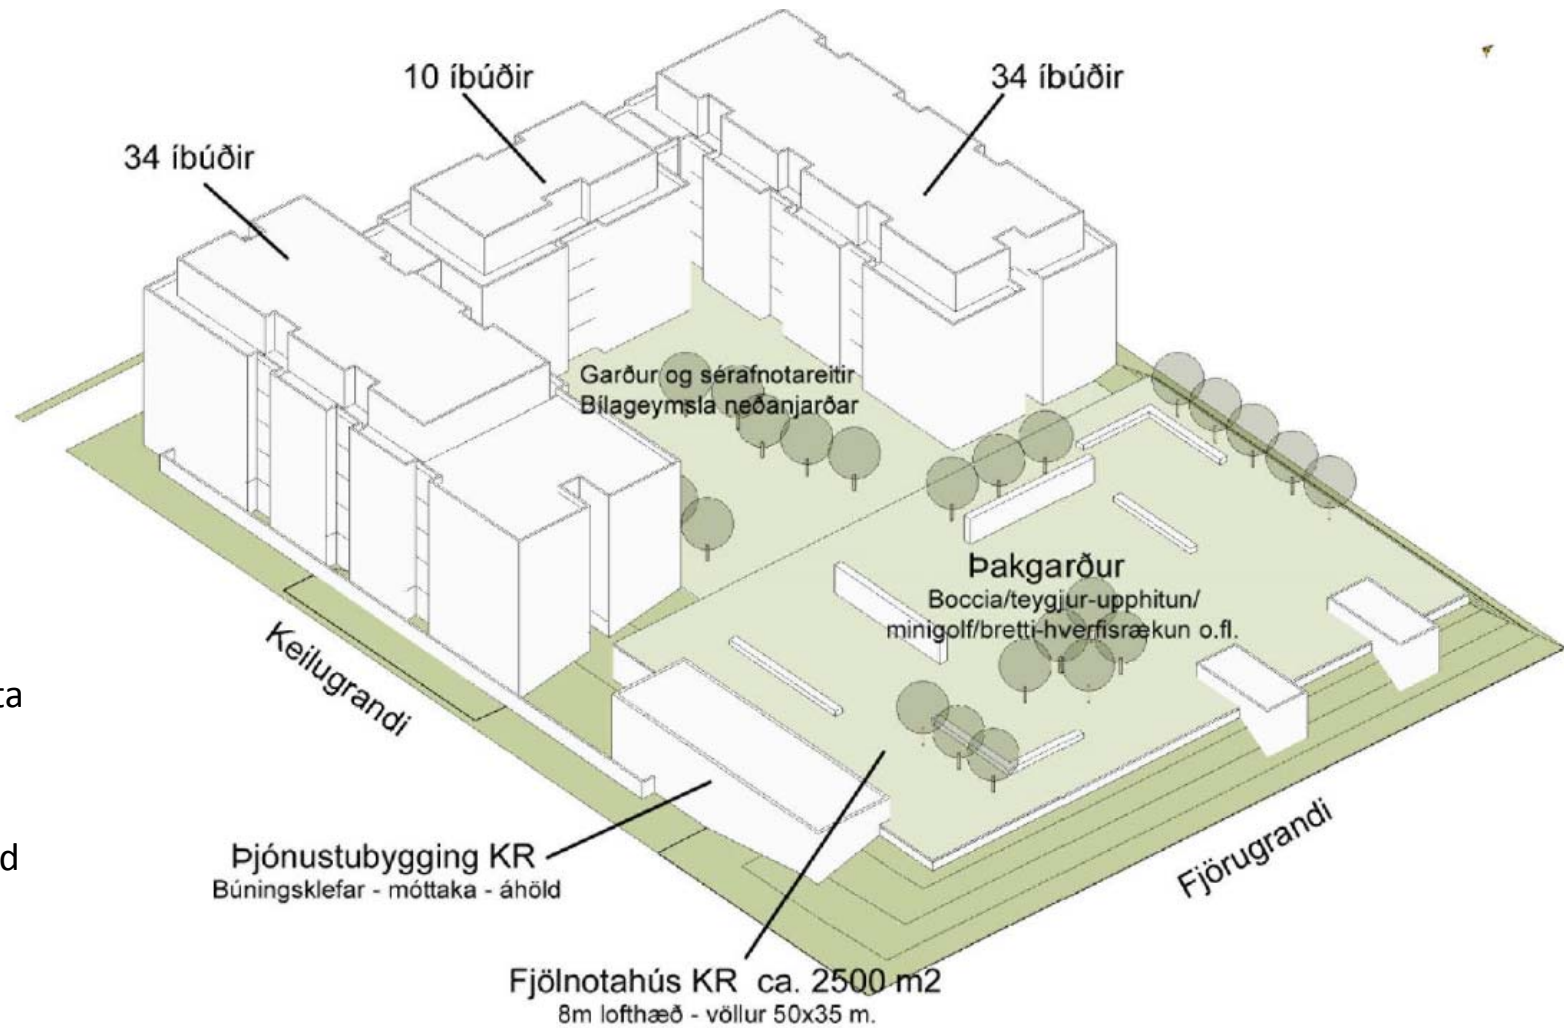 10 íbúðir
34 íbúðir
34 íbúðir
Garður og sérafnotareitir
Bílageymsla neðanjarðar
Þakgarður
Boccia/teygjur-upphitun/
minigolf/bretti-hverfisrækun o.fl.
Keilugrandi
ta
d
Þjónustubygging KR
Búningsklefar - móttaka - áhöld
Fjörugrandi
Fjölnotahús KR ca. 2500 m2
8m lofthæð - völlur 50x35 m.